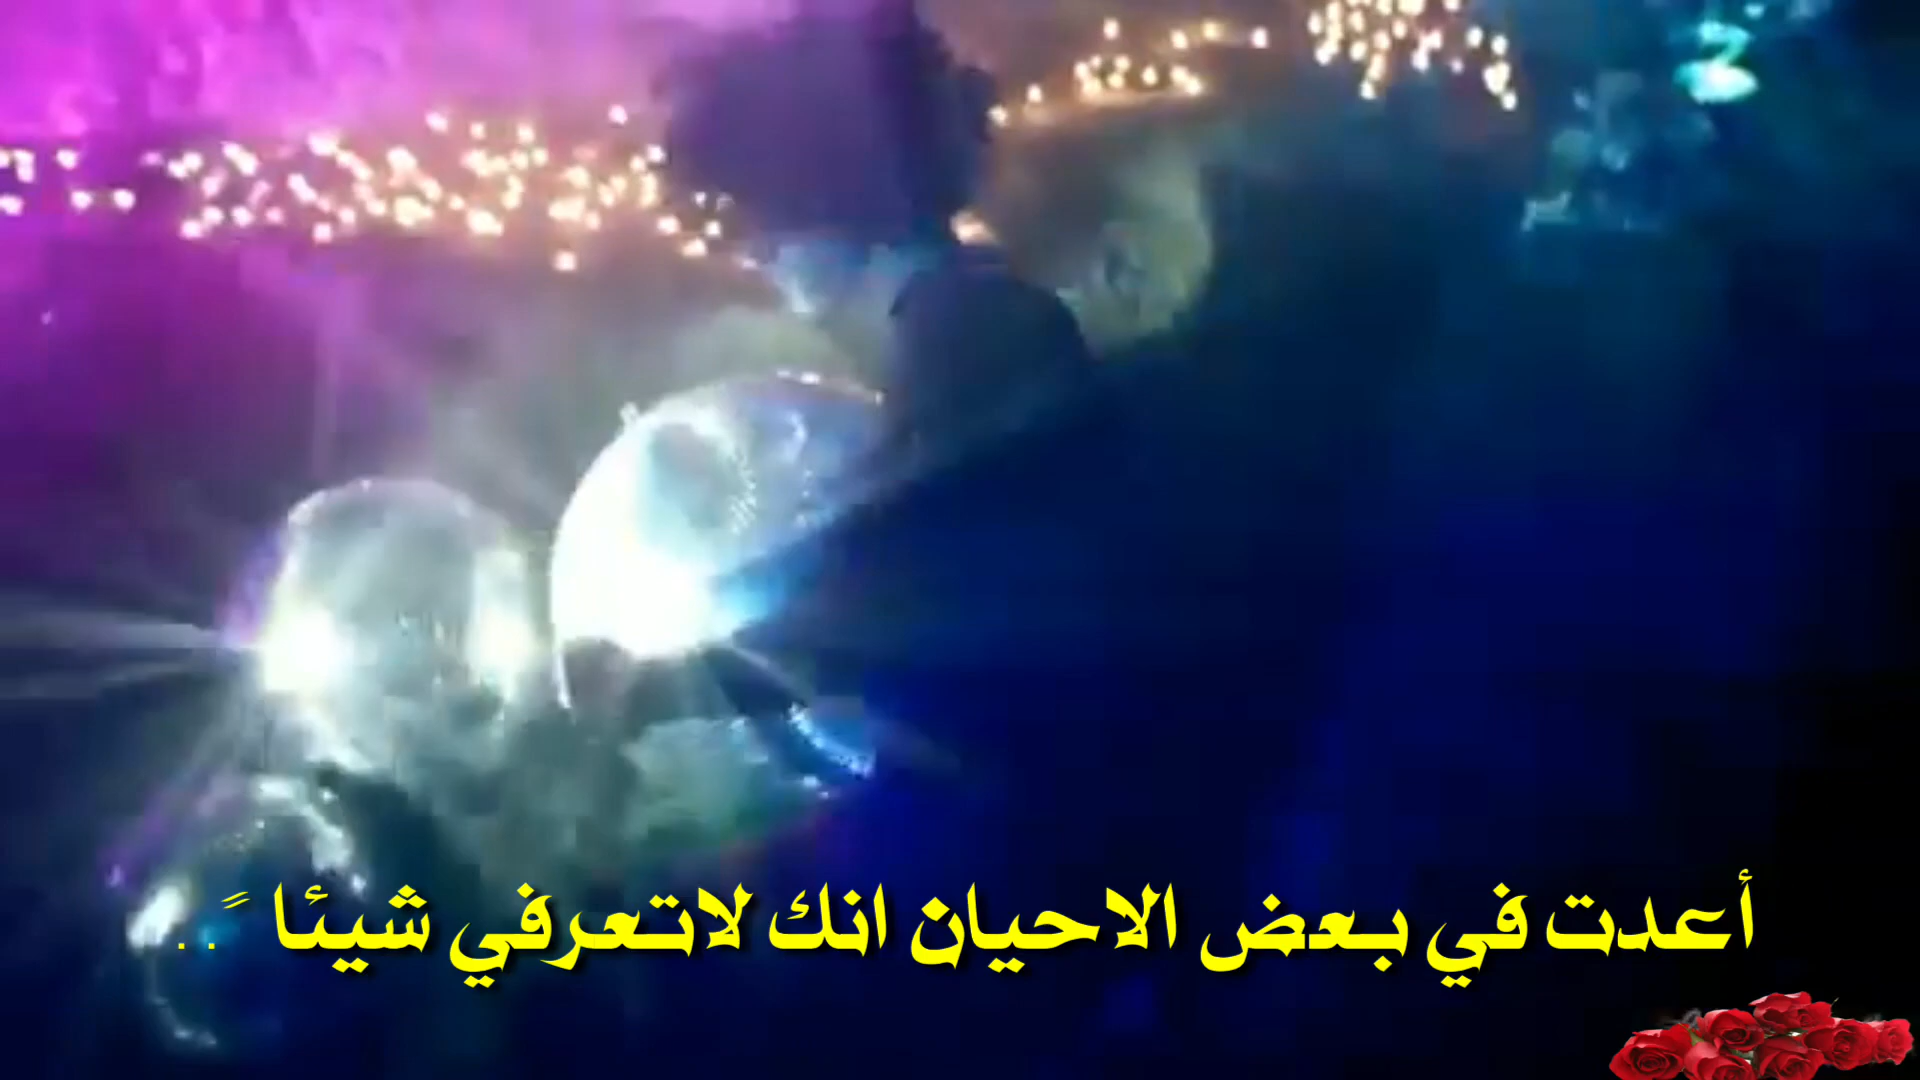 أعدت في بعض الاحيان انك لاتعرفي شيئا ً . .